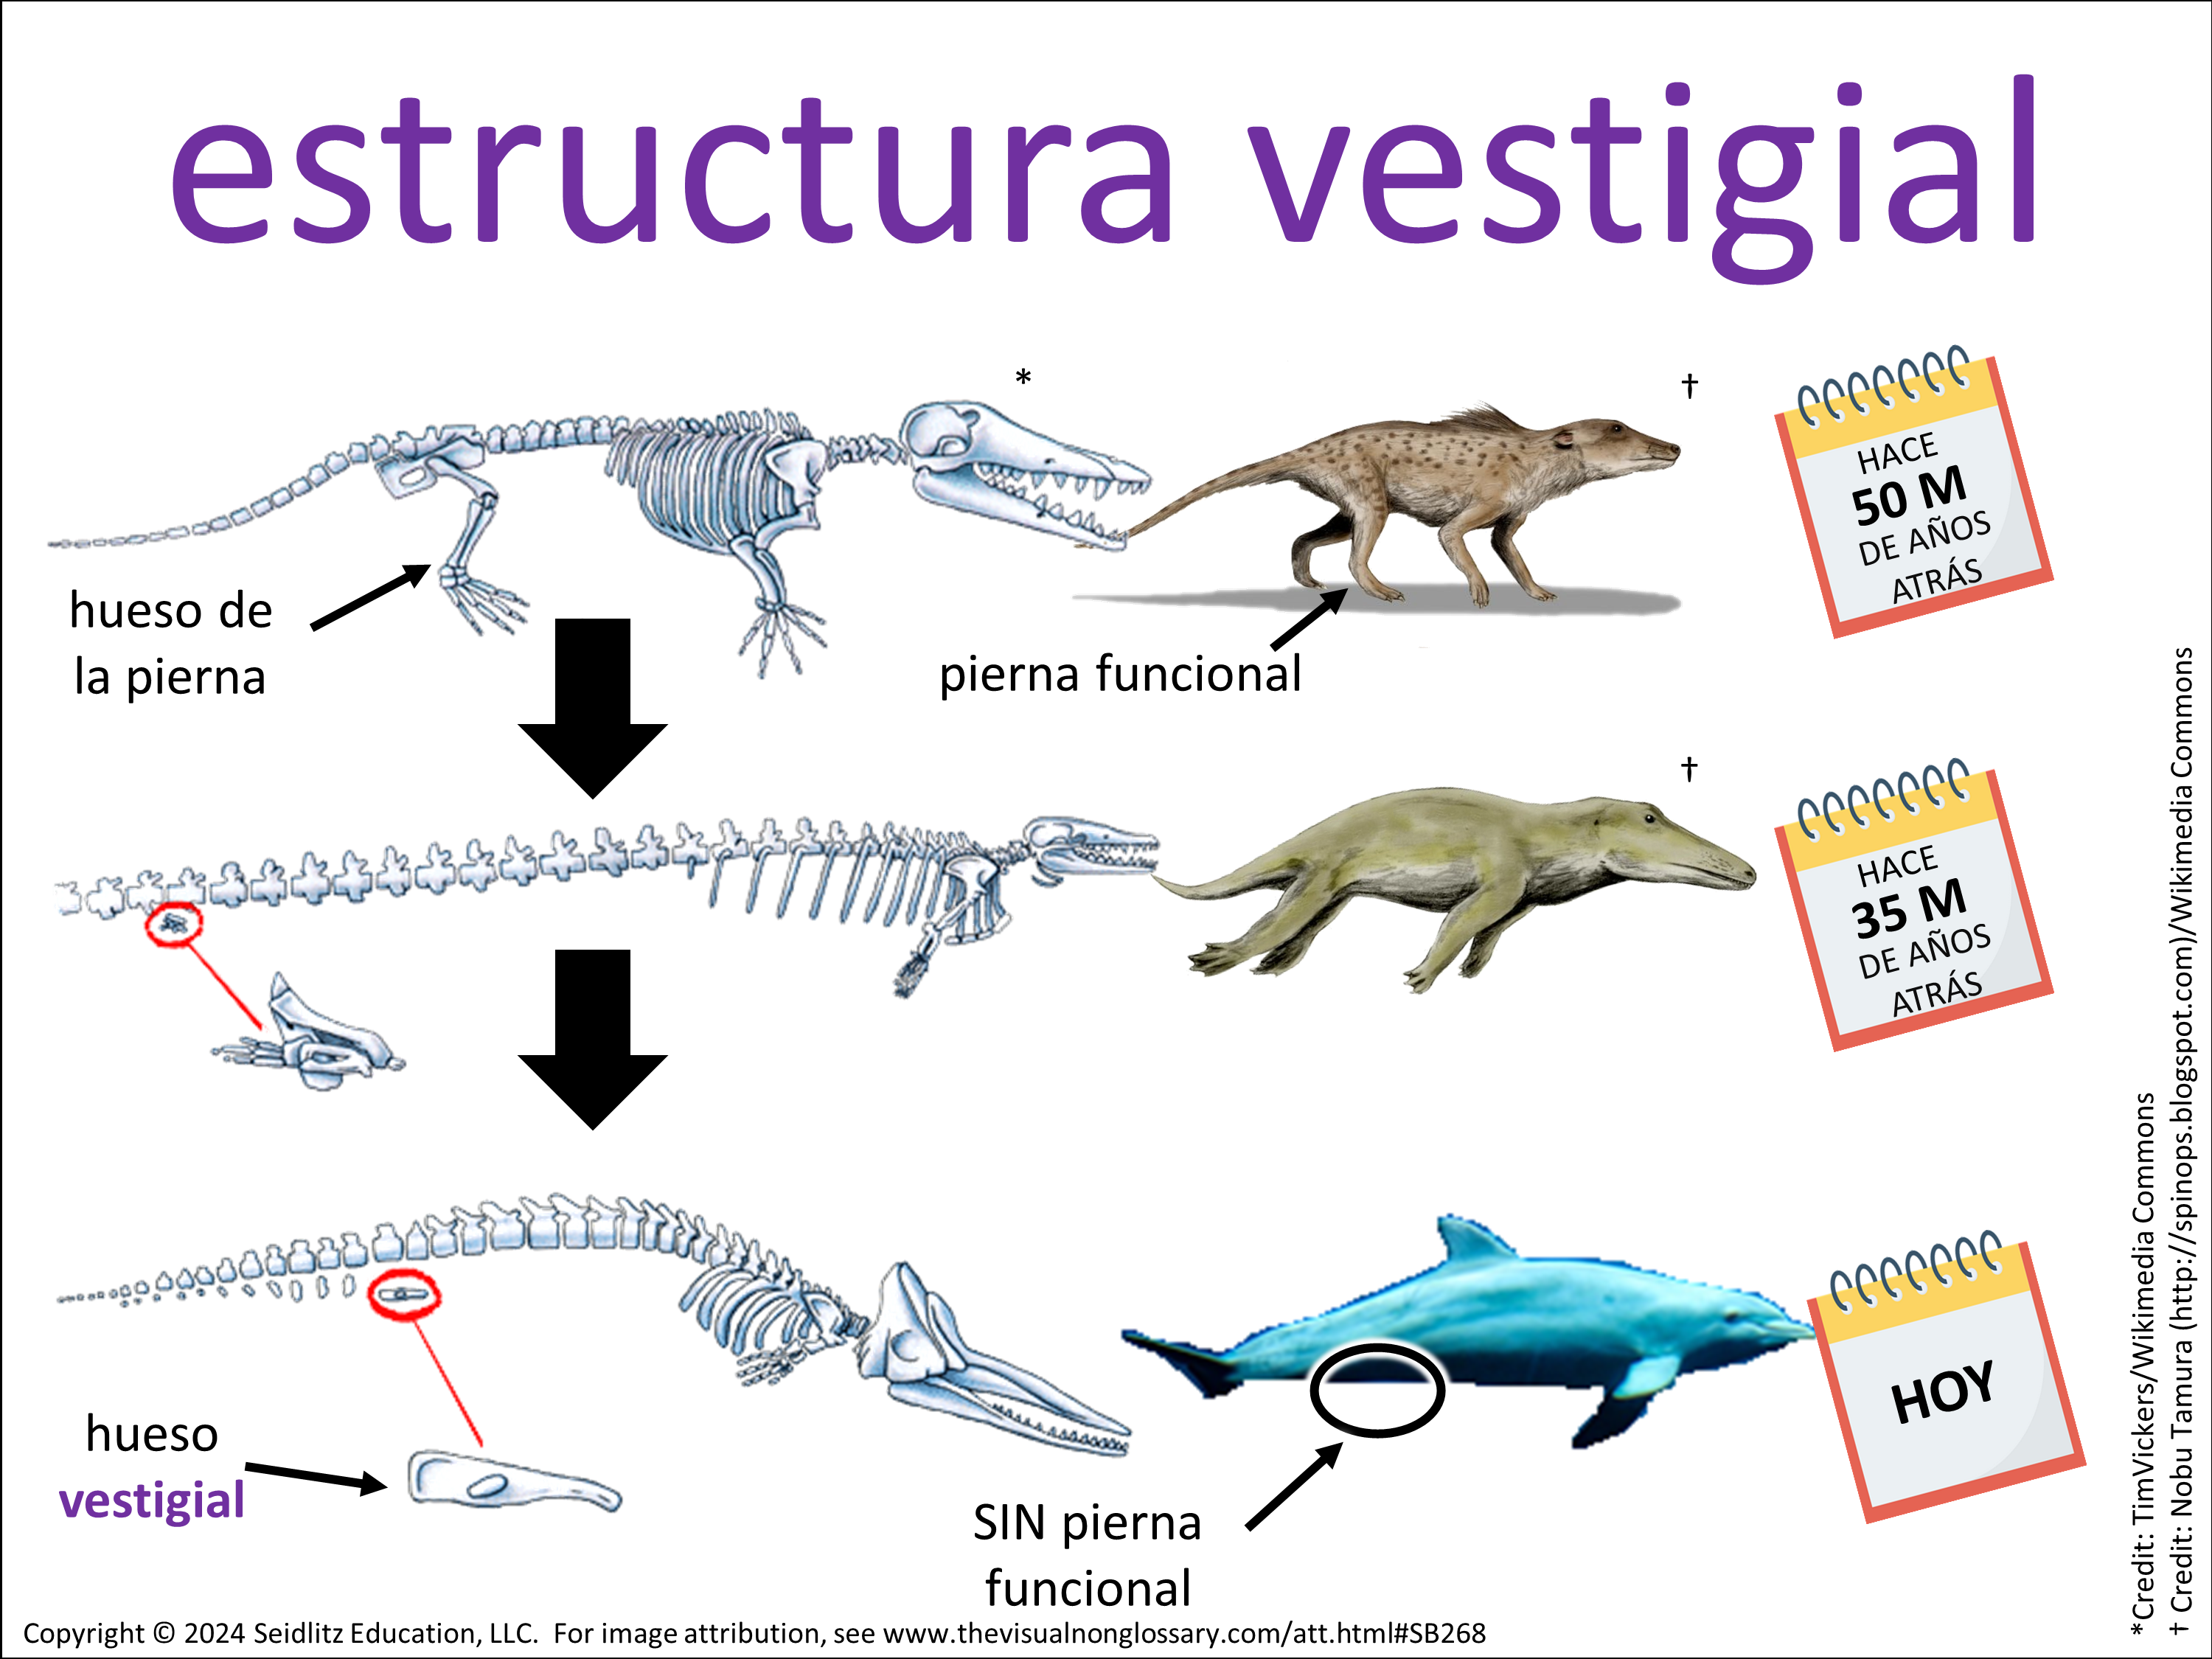 estructura vestigial
*
†
HACE
50 M
DE AÑOS
ATRÁS
hueso de
la pierna
pierna funcional
†
HACE
35 M
DE AÑOS
ATRÁS
HOY
hueso
vestigial
SIN pierna
funcional
Copyright © 2024 Seidlitz Education, LLC.  For image attribution, see www.thevisualnonglossary.com/att.html#SB268
*Credit: TimVickers/Wikimedia Commons
† Credit: Nobu Tamura (http://spinops.blogspot.com)/Wikimedia Commons